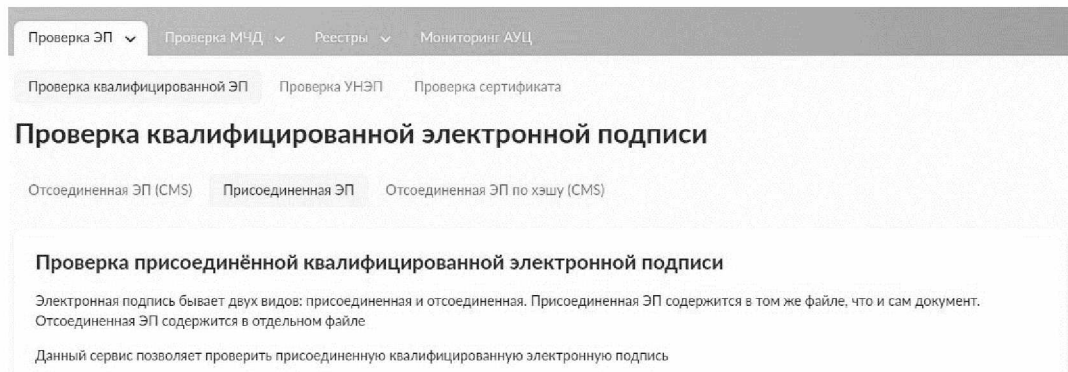 Проверка ЭП Проверка МЧД Реестры Мониторинг АУЦ
Проверка квалифицированной ЭП Проверка УНЭП Проверка сертификата
Проверка квалифицированной электронной подписи
Отсоединенная ЭП (CMS) Присоединенная ЭП Отсоединенная ЭП по хэшу (CMS)
Проверка присоединённой квалифицированной электронной подписи
Электронная подпись бывает двух видов: присоединенная и отсоединенная. Присоединенная ЭП содержится в том же файле, что и сам документ.
Отсоединенная ЭП содержится в отдельном файле
Данный сервис позволяет проверить присоединенную квалифицированную электронную подпись